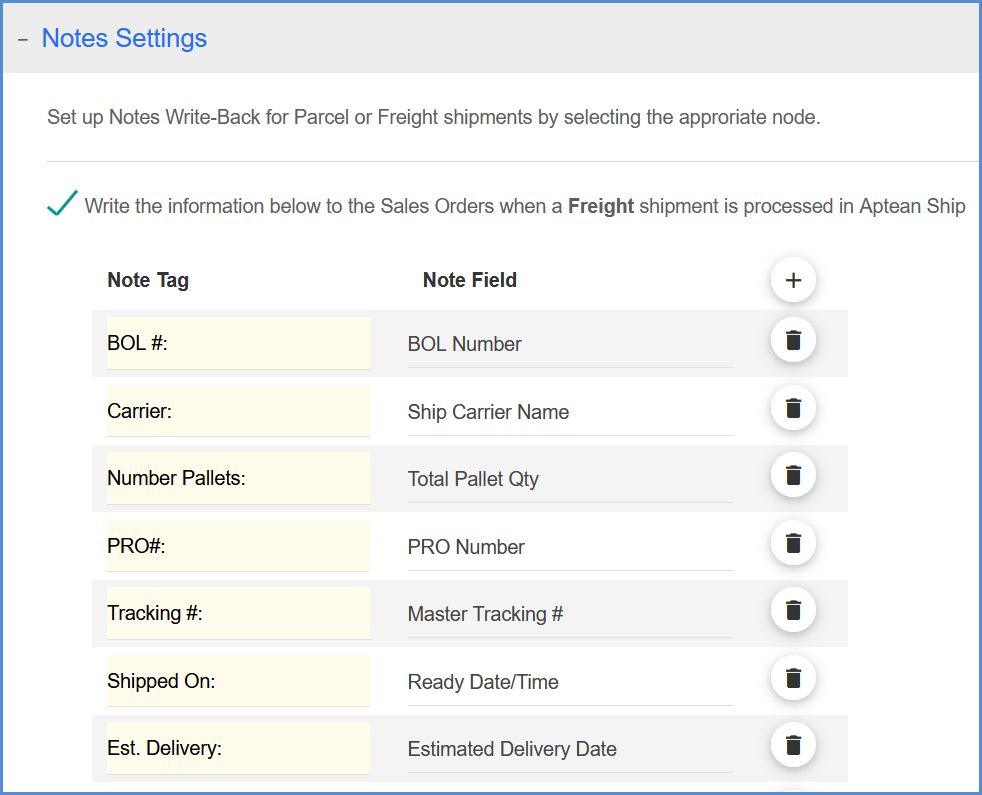 – Notes Settings
Set up Notes Write-Back for Parcel or Freight shipments by selecting the approriate node.
Write the information below to the Sales Orders when a Freight shipment is processed in Aptean Ship
Note Tag Note Field +
BOL #: BOL Number
Carrier: Ship Carrier Name
Number Pallets: Total Pallet Qty
PRO#: PRO Number
Tracking #: Master Tracking #
Shipped On: Ready Date/Time
Est. Delivery: Estimated Delivery Date